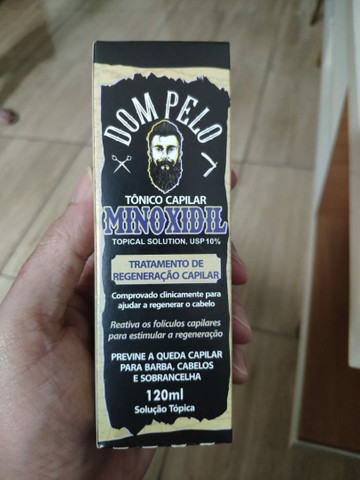 DOM PELO
TÔNICO CAPILAR
MINOXIDIL
TOPICAL SOLUTION, USP 10%
TRATAMENTO DE
REGENERAÇÃO CAPILAR
Comprovado clinicamente para
ajudar a regenerar o cabelo
Reativa os folículos capilares
para estimular a regeneração
PREVINE A QUEDA CAPILAR
PARA BARBA, CABELOS
E SOBRANCELHA
120ml
Solução Tópica